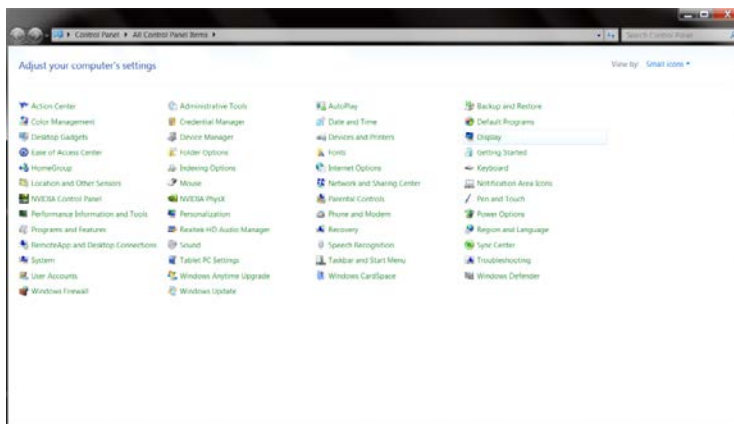 Control Panel All Control Panel Items
Search Control Panel
Adjust your computer's settings
View by: Small icons
Action Center
Administrative Tools
AutoPlay
Backup and Restore
Color Management
Credential Manager
Date and Time
Default Programs
Desktop Gadgets
Device Manager
Devices and Printers
Display
Ease of Access Center
Folder Options
Fonts
Getting Started
HomeGroup
Indexing Options
Internet Options
Keyboard
Location and Other Sensors
Mouse
Network and Sharing Center
Notification Area Icons
NVIDIA Control Panel
NVIDIA PhysX
Parental Controls
Pen and Touch
Performance Information and Tools
Personalization
Phone and Modem
Power Options
Programs and Features
Realtek HD Audio Manager
Recovery
Region and Language
RemoteApp and Desktop Connections
Sound
Speech Recognition
Sync Center
System
Tablet PC Settings
Taskbar and Start Menu
Troubleshooting
User Accounts
Windows Anytime Upgrade
Windows CardSpace
Windows Defender
Windows Firewall
Windows Update